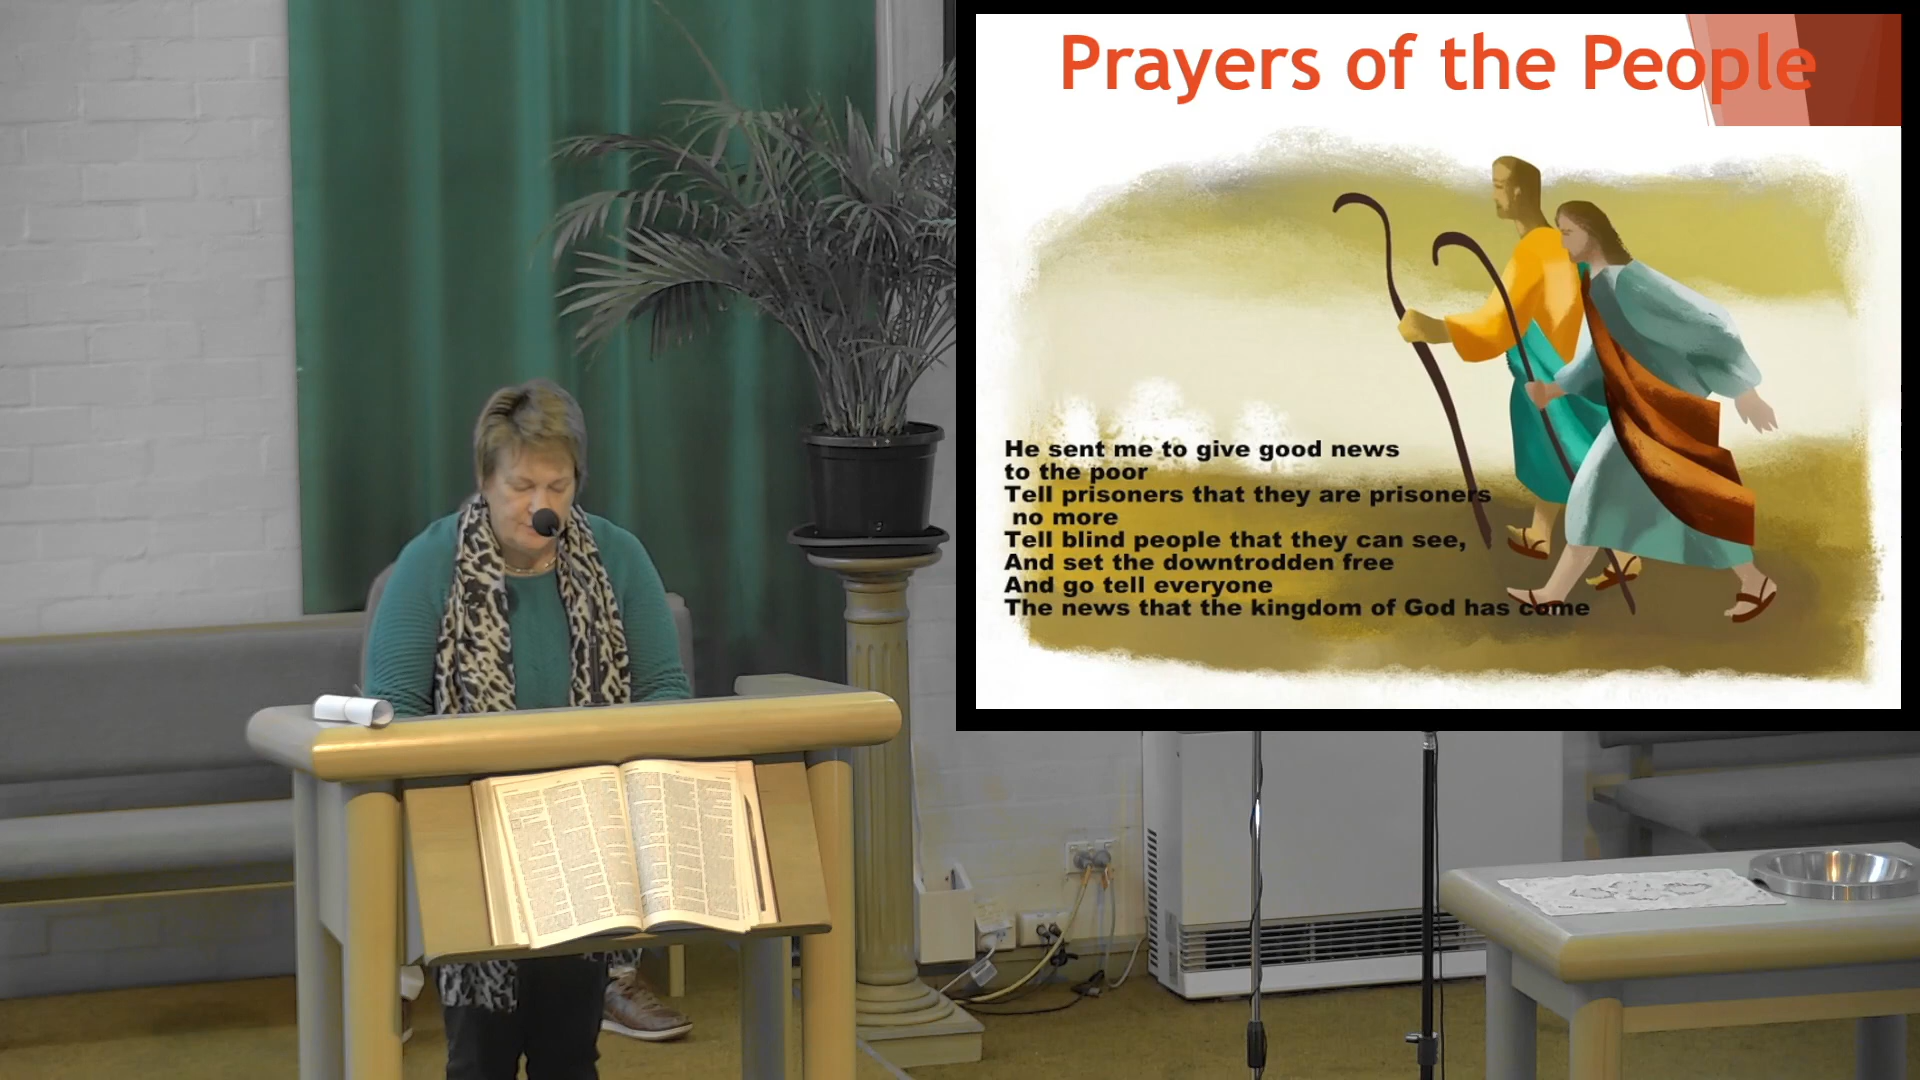 Prayers of the People
He sent me to give good news
to the poor
Tell prisoners that they are prisoners
no more
Tell blind people that they can see,
And set the downtrodden free
And go tell everyone
The news that the kingdom of God has come